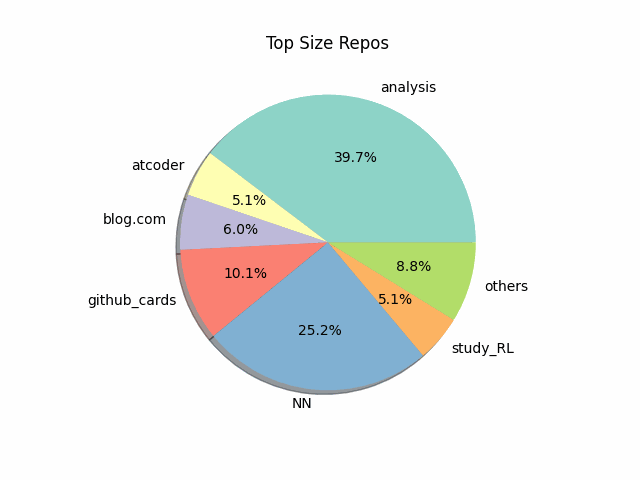 Top Size Repos
analysis
39.7%
atcoder
5.1%
blog.com
6.0%
github_cards
10.1%
NN
25.2%
study_RL
5.1%
others
8.8%